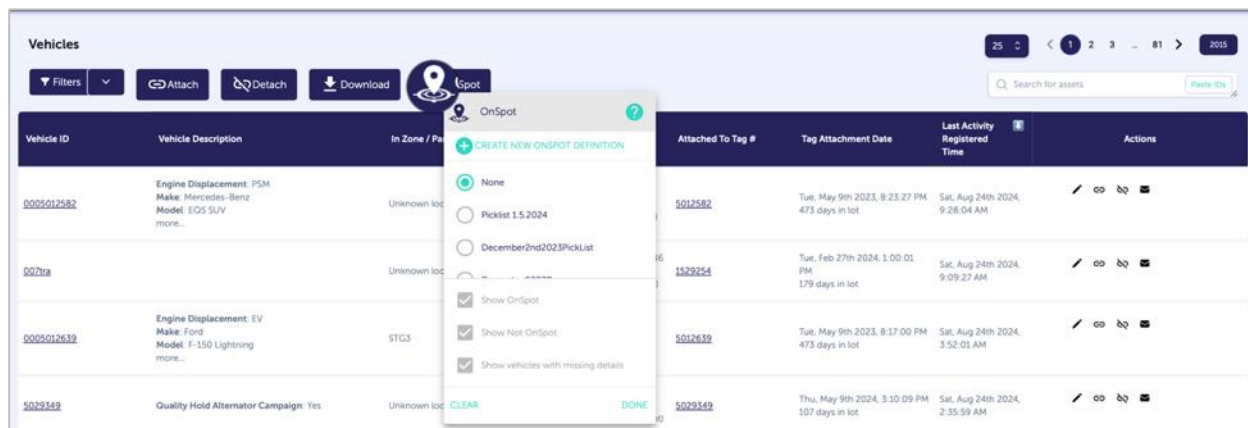 Vehicles
25
1 2 3 ... 81
2015
Filters
Attach
Detach
Download
Spot
Search for assets
Paste IDs
OnSpot
?
CREATE NEW ONSPOT DEFINITION
None
Picklist 1.5.2024
December2nd2023PickList
Show OnSpot
Show Not OnSpot
Show vehicles with missing details
CLEAR DONE
Vehicle ID Vehicle Description In Zone / Pa Attached To Tag # Tag Attachment Date Last Activity Registered Time Actions
0005012582
Engine Displacement: PSM
Make: Mercedes-Benz
Model: EQS SUV
more...
Unknown loc
5012582
Tue, May 9th 2023, 8:23:27 PM
473 days in lot
Sat, Aug 24th 2024,
9:28:04 AM
007tra
Unknown loc
1529254
Tue, Feb 27th 2024, 1:00:01
PM
179 days in lot
Sat, Aug 24th 2024,
9:09:27 AM
0005012639
Engine Displacement: EV
Make: Ford
Model: F-150 Lightning
more...
STG3
5012639
Tue, May 9th 2023, 8:17:00 PM
473 days in lot
Sat, Aug 24th 2024,
3:52:01 AM
5029349
Quality Hold Alternator Campaign: Yes
Unknown loc
5029349
Thu, May 9th 2024, 3:10:09 PM
107 days in lot
Sat, Aug 24th 2024,
2:35:59 AM